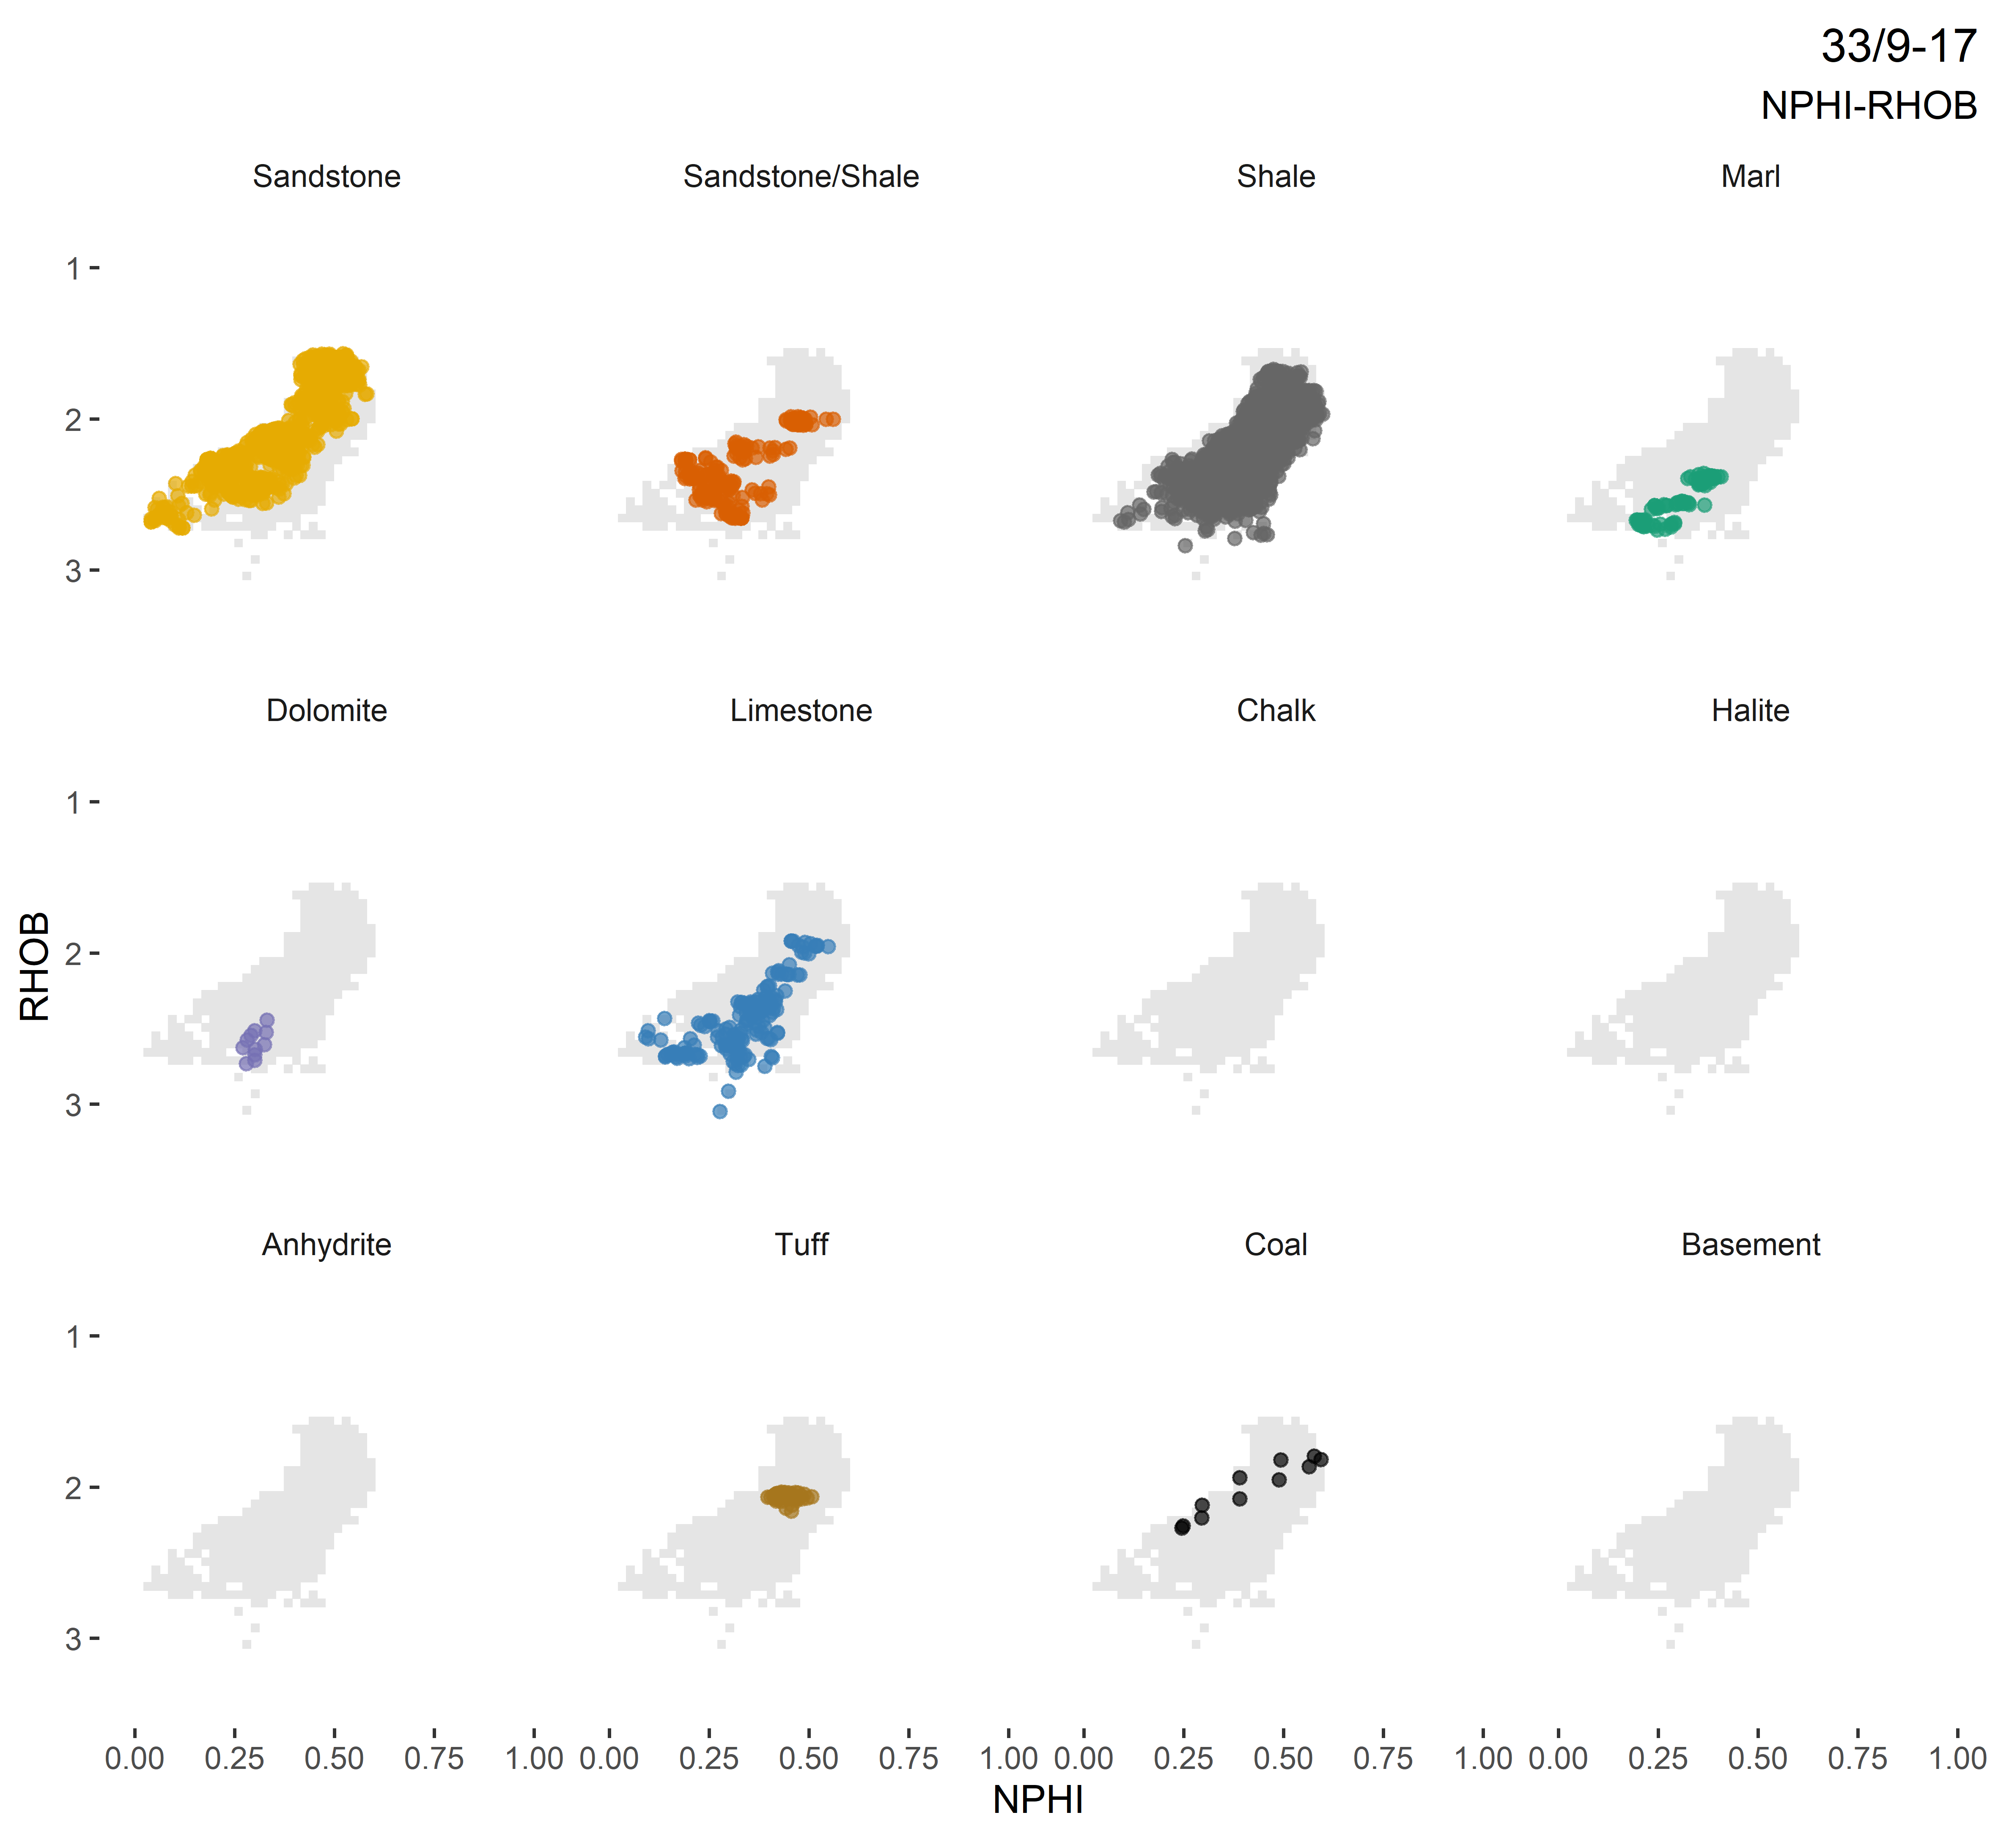 33/9-17
NPHI-RHOB
Sandstone Sandstone/Shale Shale Marl
1
2
3
Dolomite Limestone Chalk Halite
1
2
3
RHOB
Anhydrite Tuff Coal Basement
1
2
3
0.00 0.25 0.50 0.75 1.00 0.00 0.25 0.50 0.75 1.00 0.00 0.25 0.50 0.75 1.00 0.00 0.25 0.50 0.75 1.00
NPHI